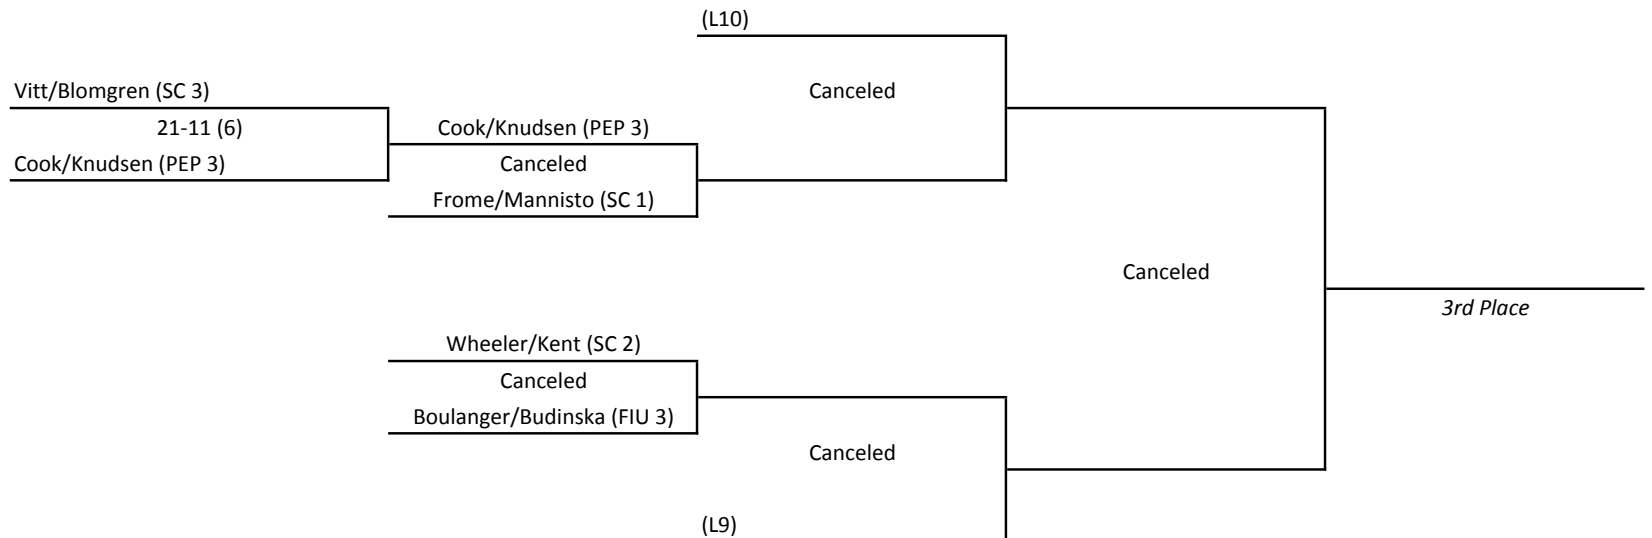 (L10)
Vitt/Blomgren (SC 3)
Canceled
21-11 (6)
Cook/Knudsen (PEP 3)
Cook/Knudsen (PEP 3)
Canceled
Frome/Mannisto (SC 1)
Canceled
3rd Place
Wheeler/Kent (SC 2)
Canceled
Boulanger/Budinska (FIU 3)
Canceled
(L9)